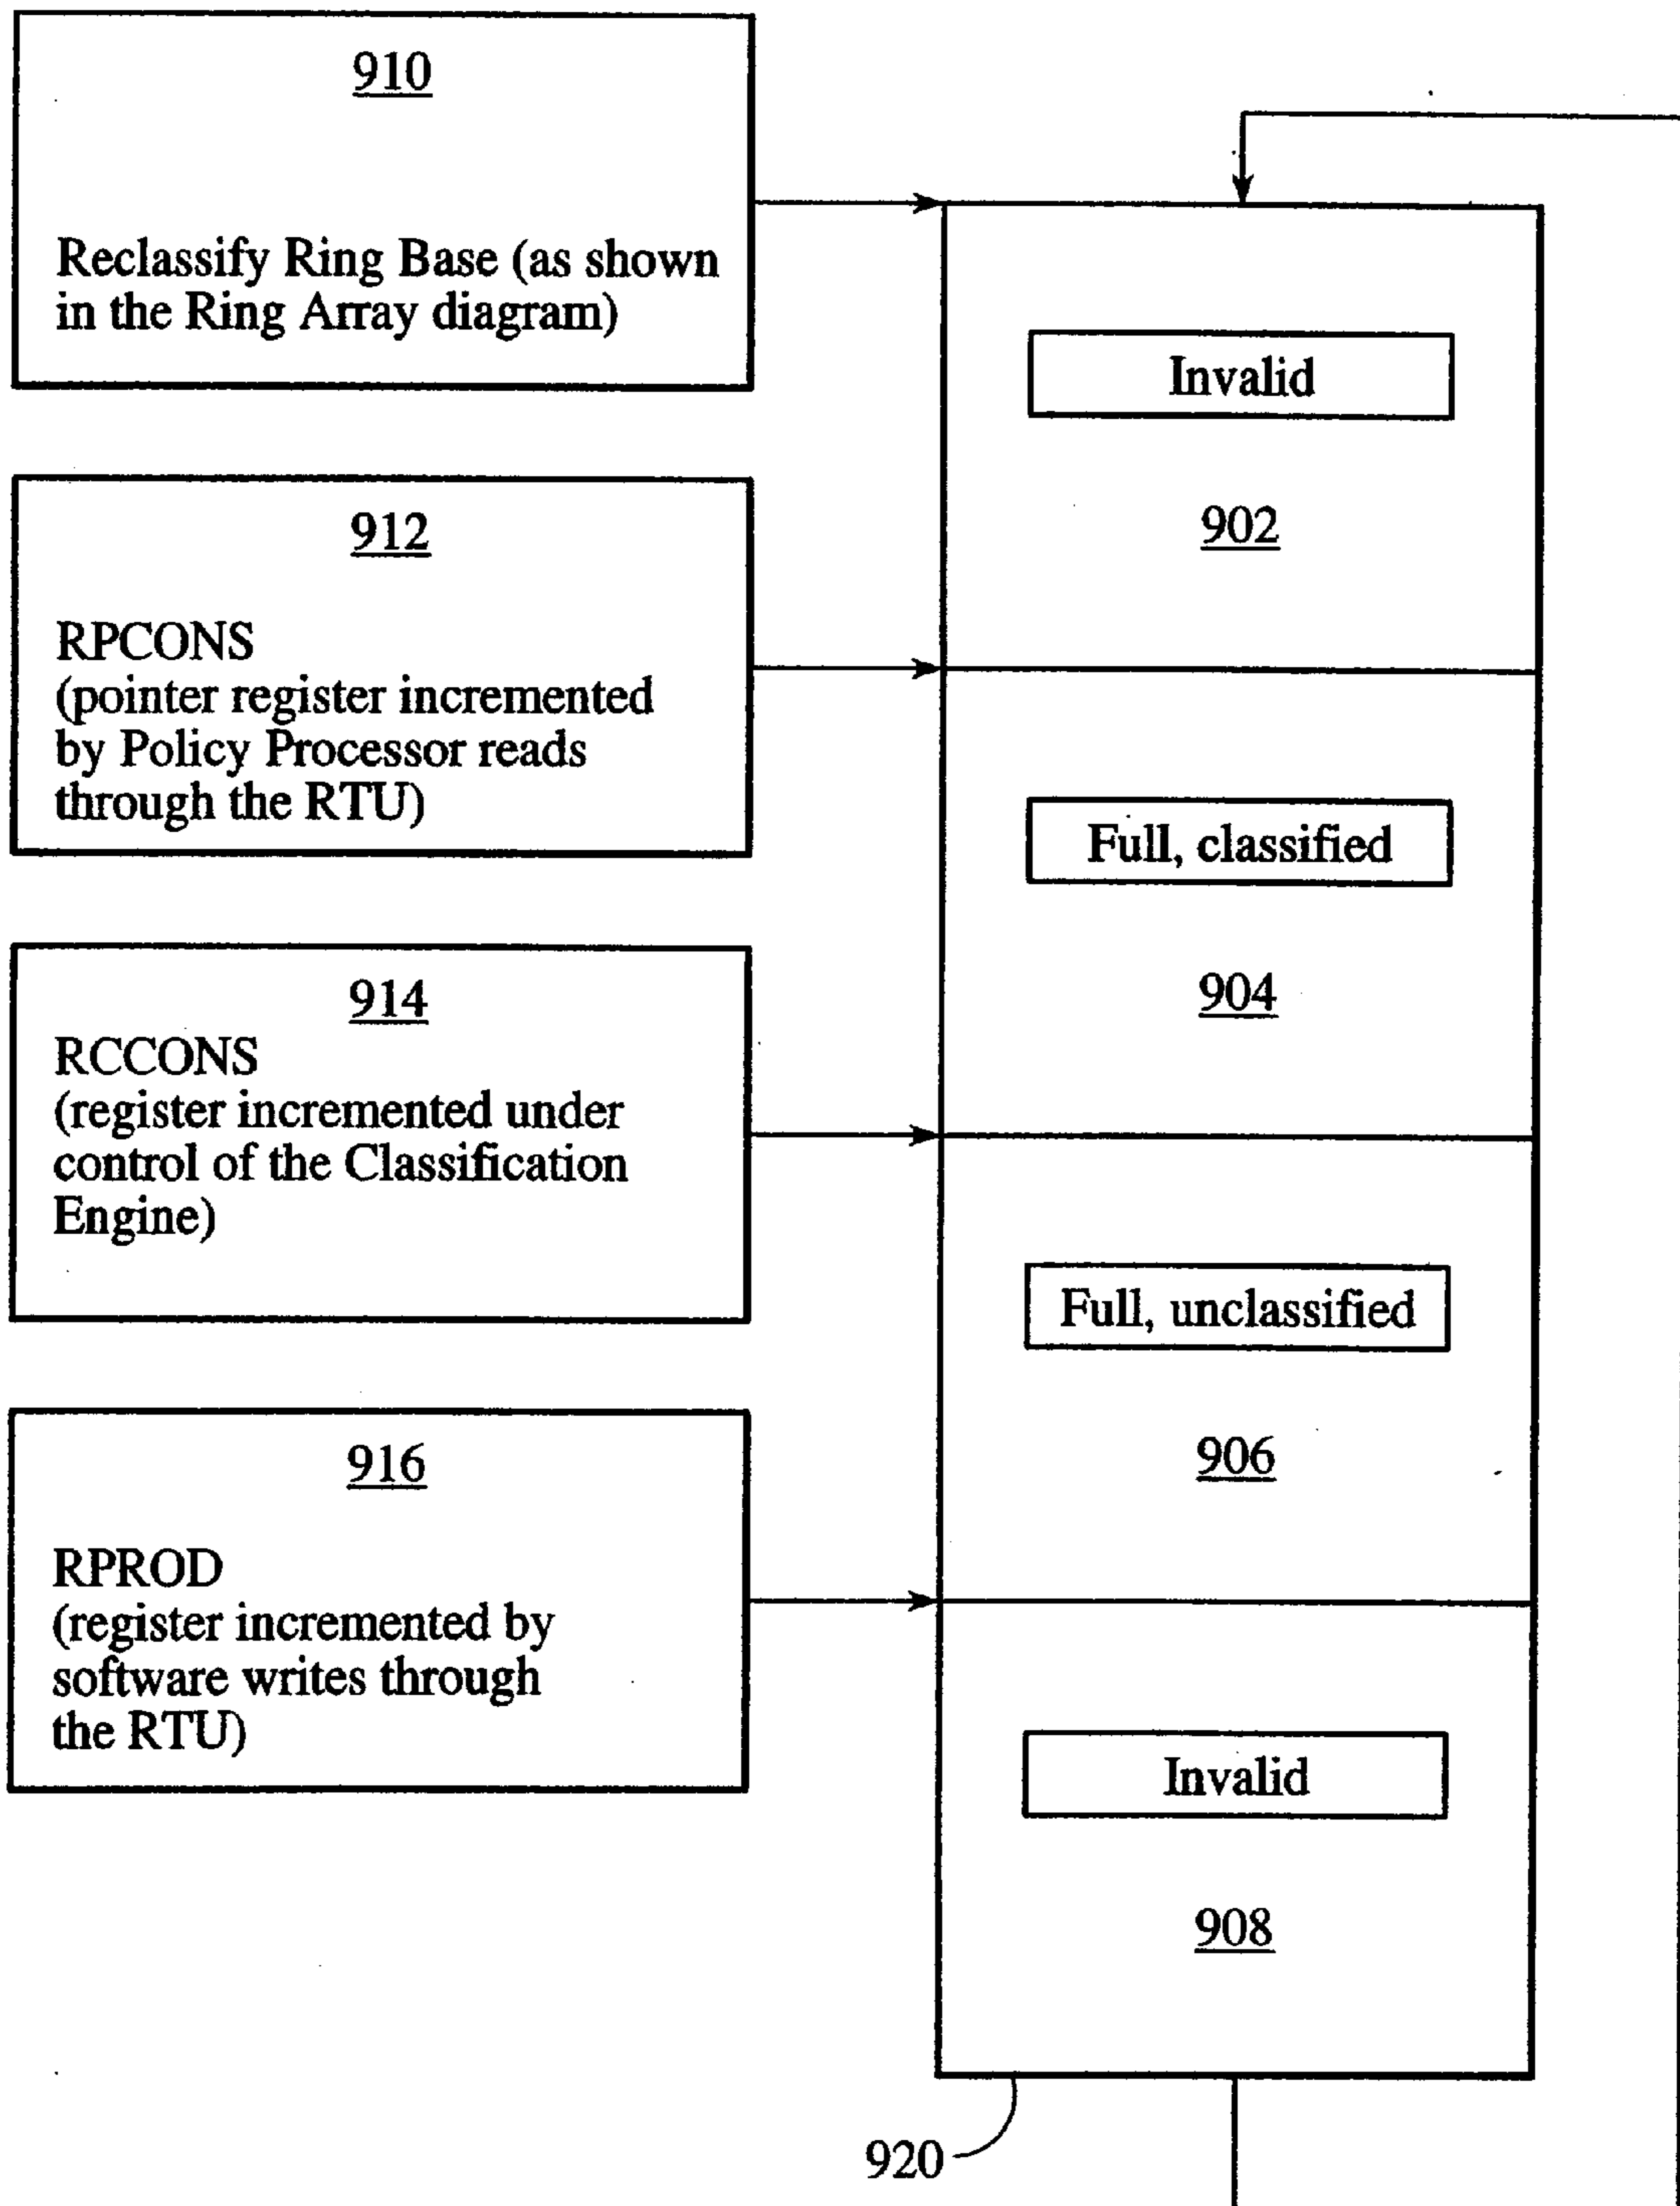 910
Reclassify Ring Base (as shown
in the Ring Array diagram)
Invalid
902
912
RPCONS
(pointer register incremented
by Policy Processor reads
through the RTU)
Full, classified
904
914
RCCONS
(register incremented under
control of the Classification
Engine)
Full, unclassified
906
916
RPROD
(register incremented by
software writes through
the RTU)
Invalid
908
920